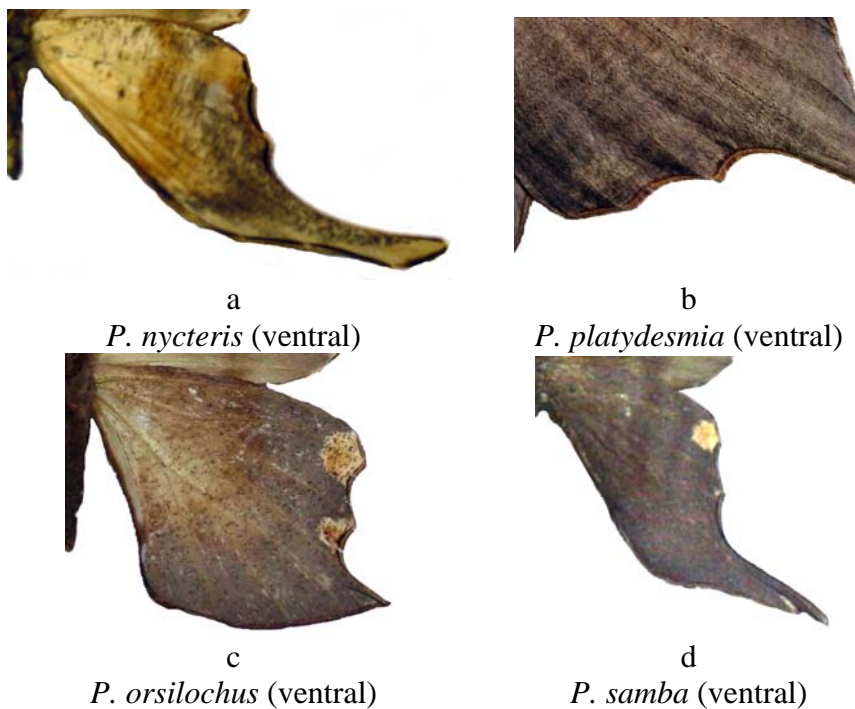 a
P. nycteris (ventral)
b
P. platydesmia (ventral)
c
P. orsilochus (ventral)
d
P. samba (ventral)